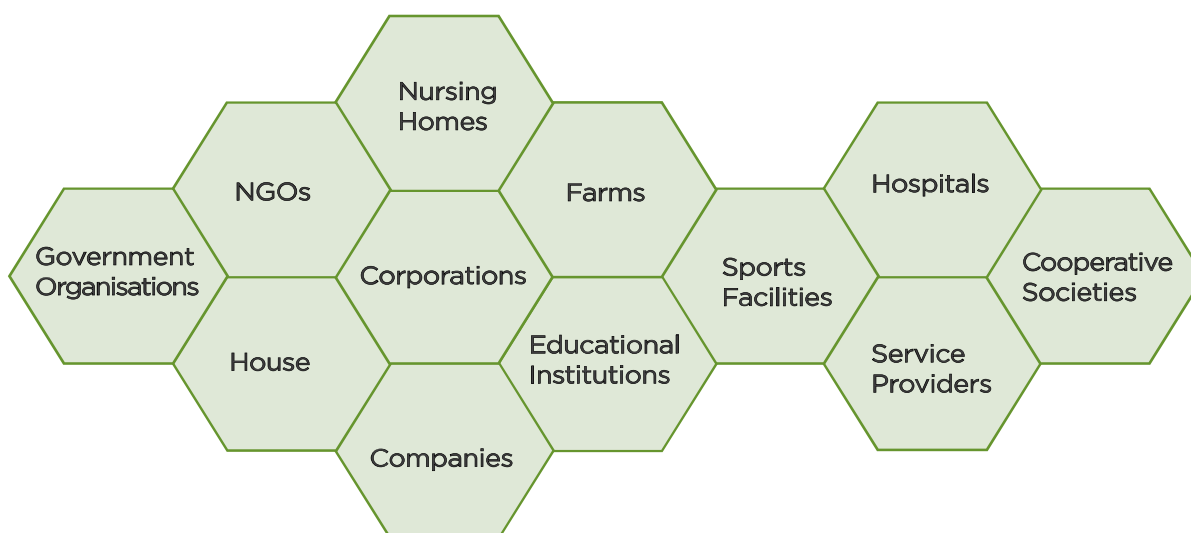 Nursing
Homes
NGOs
Farms
Hospitals
Government
Organisations
Corporations
Sports
Facilities
Cooperative
Societies
House
Educational
Institutions
Service
Providers
Companies